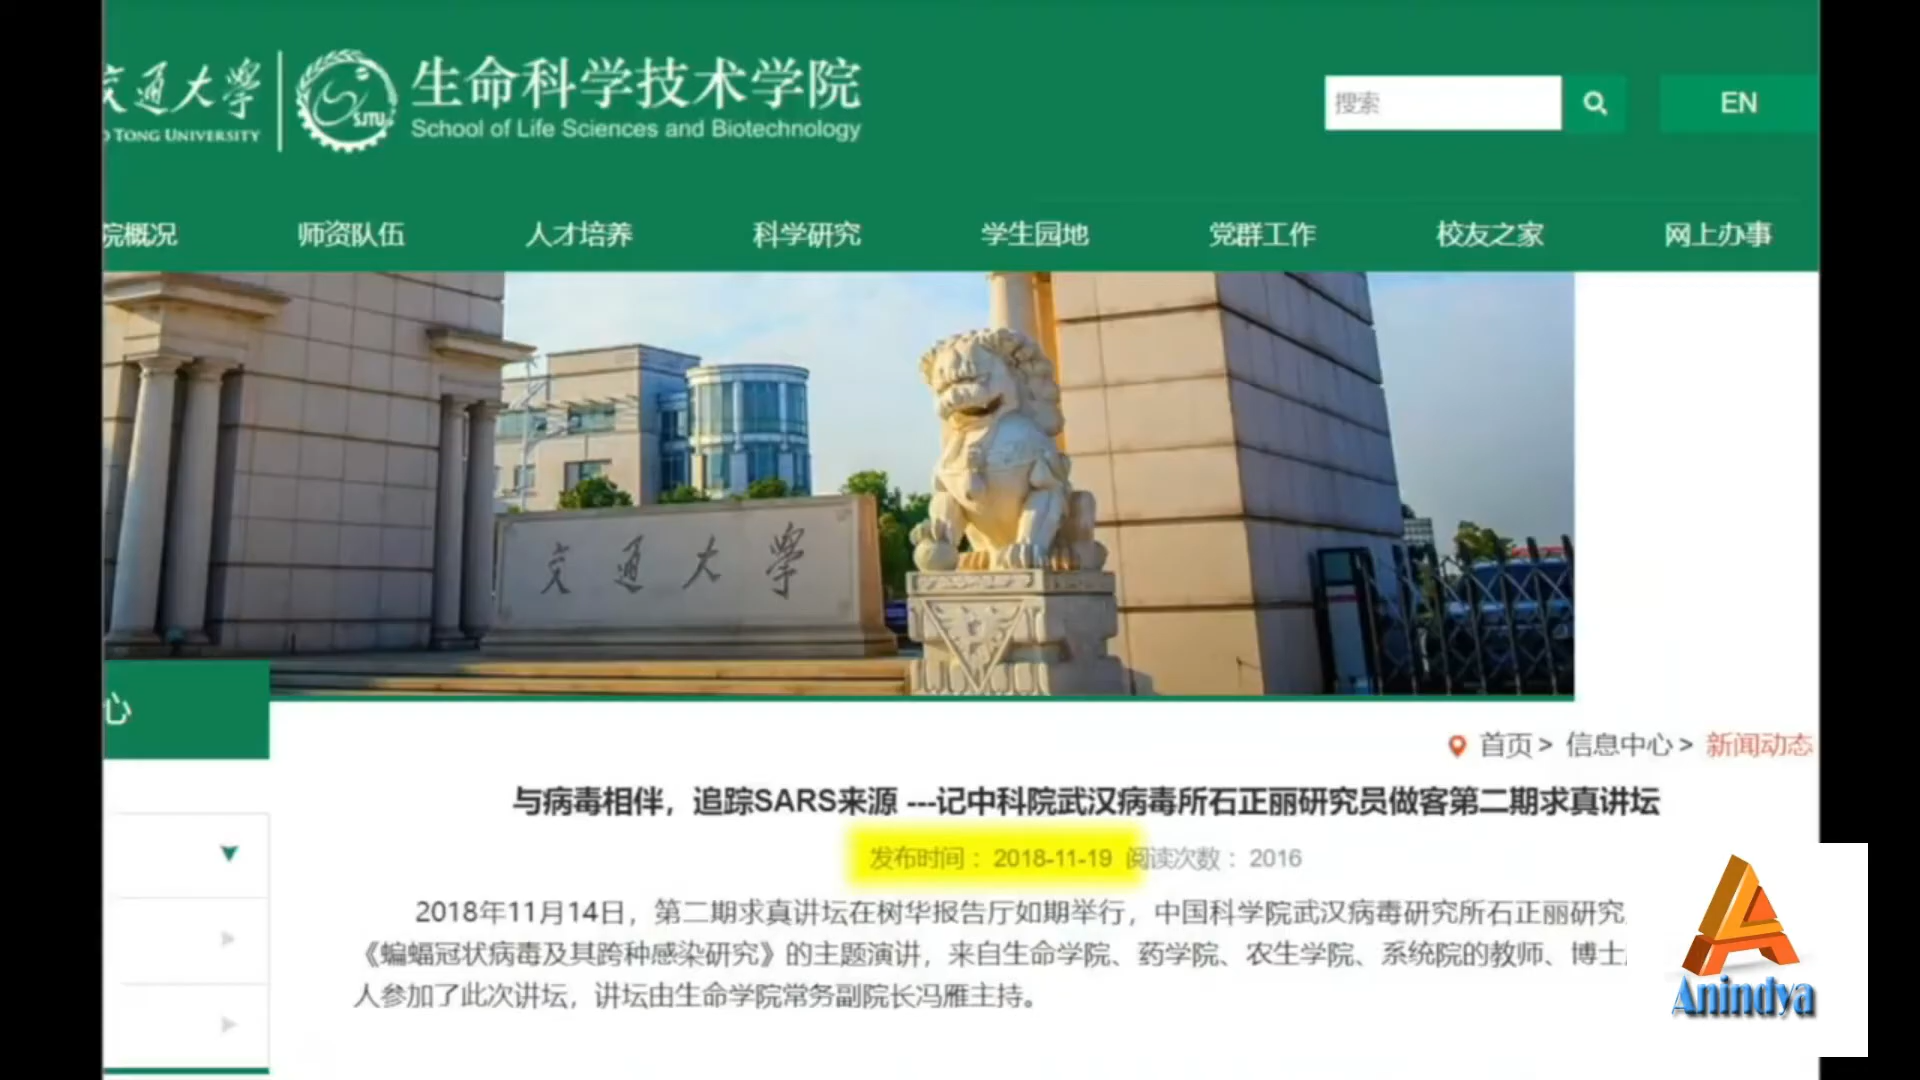 交通大学
TONG UNIVERSITY
SJTU
生命科学技术学院
School of Life Sciences and Biotechnology
搜索
EN
院概况 师资队伍 人才培养 科学研究 学生园地 党群工作 校友之家 网上办事
交通大学
心
首页 > 信息中心 > 新闻动态
与病毒相伴，追踪SARS来源 ---记中科院武汉病毒所石正丽研究员做客第二期求真讲坛
发布时间： 2018-11-19 阅读次数： 2016
2018年11月14日，第二期求真讲坛在树华报告厅如期举行，中国科学院武汉病毒研究所石正丽研究
《蝙蝠冠状病毒及其跨种感染研究》的主题演讲，来自生命学院、药学院、农生学院、系统院的教师、博士
人参加了此次讲坛，讲坛由生命学院常务副院长冯雁主持。
Anindya